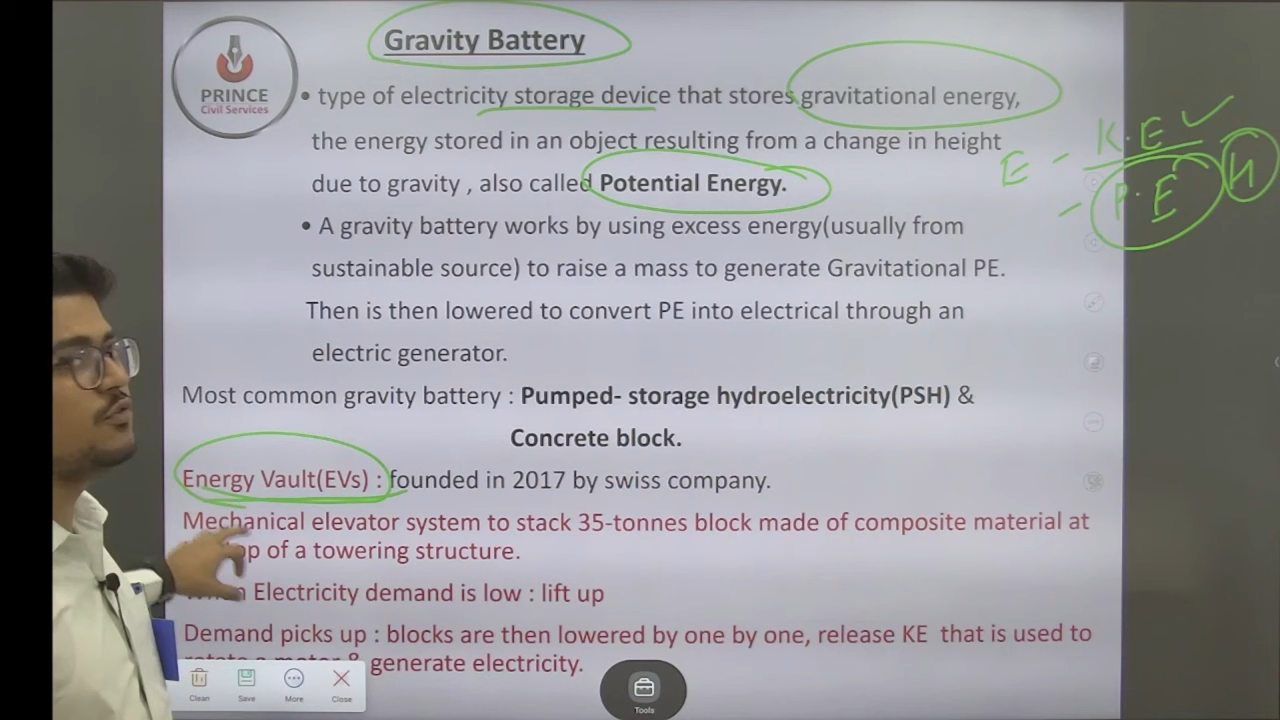 Gravity Battery
PRINCE
Civil Services
• type of electricity storage device that stores gravitational energy,
the energy stored in an object resulting from a change in height
due to gravity , also called Potential Energy.
E - K.E ✓
- P.E H
• A gravity battery works by using excess energy(usually from
sustainable source) to raise a mass to generate Gravitational PE.
Then is then lowered to convert PE into electrical through an
electric generator.
Most common gravity battery : Pumped- storage hydroelectricity(PSH) &
Concrete block.
Energy Vault(EVs) : founded in 2017 by swiss company.
Mechanical elevator system to stack 35-tonnes block made of composite material at
of a towering structure.
Electricity demand is low : lift up
Demand picks up : blocks are then lowered by one by one, release KE that is used to
generate electricity.
Clean Save More Close
Tools